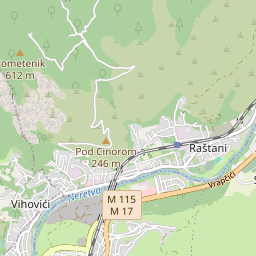 ometenik
612 m
Pod Cinorom
246 m
Raštani
Vrapčići
Neretva
Vihovići
M 115
M 17
S